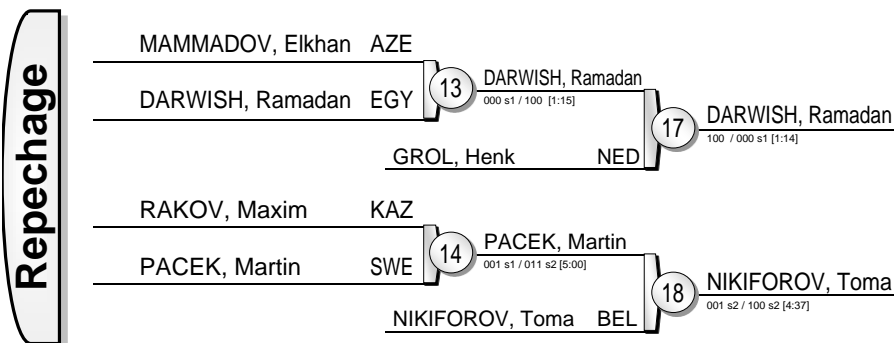 Repechage
MAMMADOV, Elkhan AZE
DARWISH, Ramadan EGY
13
DARWISH, Ramadan
000 s1 / 100 [1:15]
GROL, Henk NED
17
DARWISH, Ramadan
100 / 000 s1 [1:14]
RAKOV, Maxim KAZ
PACEK, Martin SWE
14
PACEK, Martin
001 s1 / 011 s2 [5:00]
NIKIFOROV, Toma BEL
18
NIKIFOROV, Toma
001 s2 / 100 s2 [4:37]